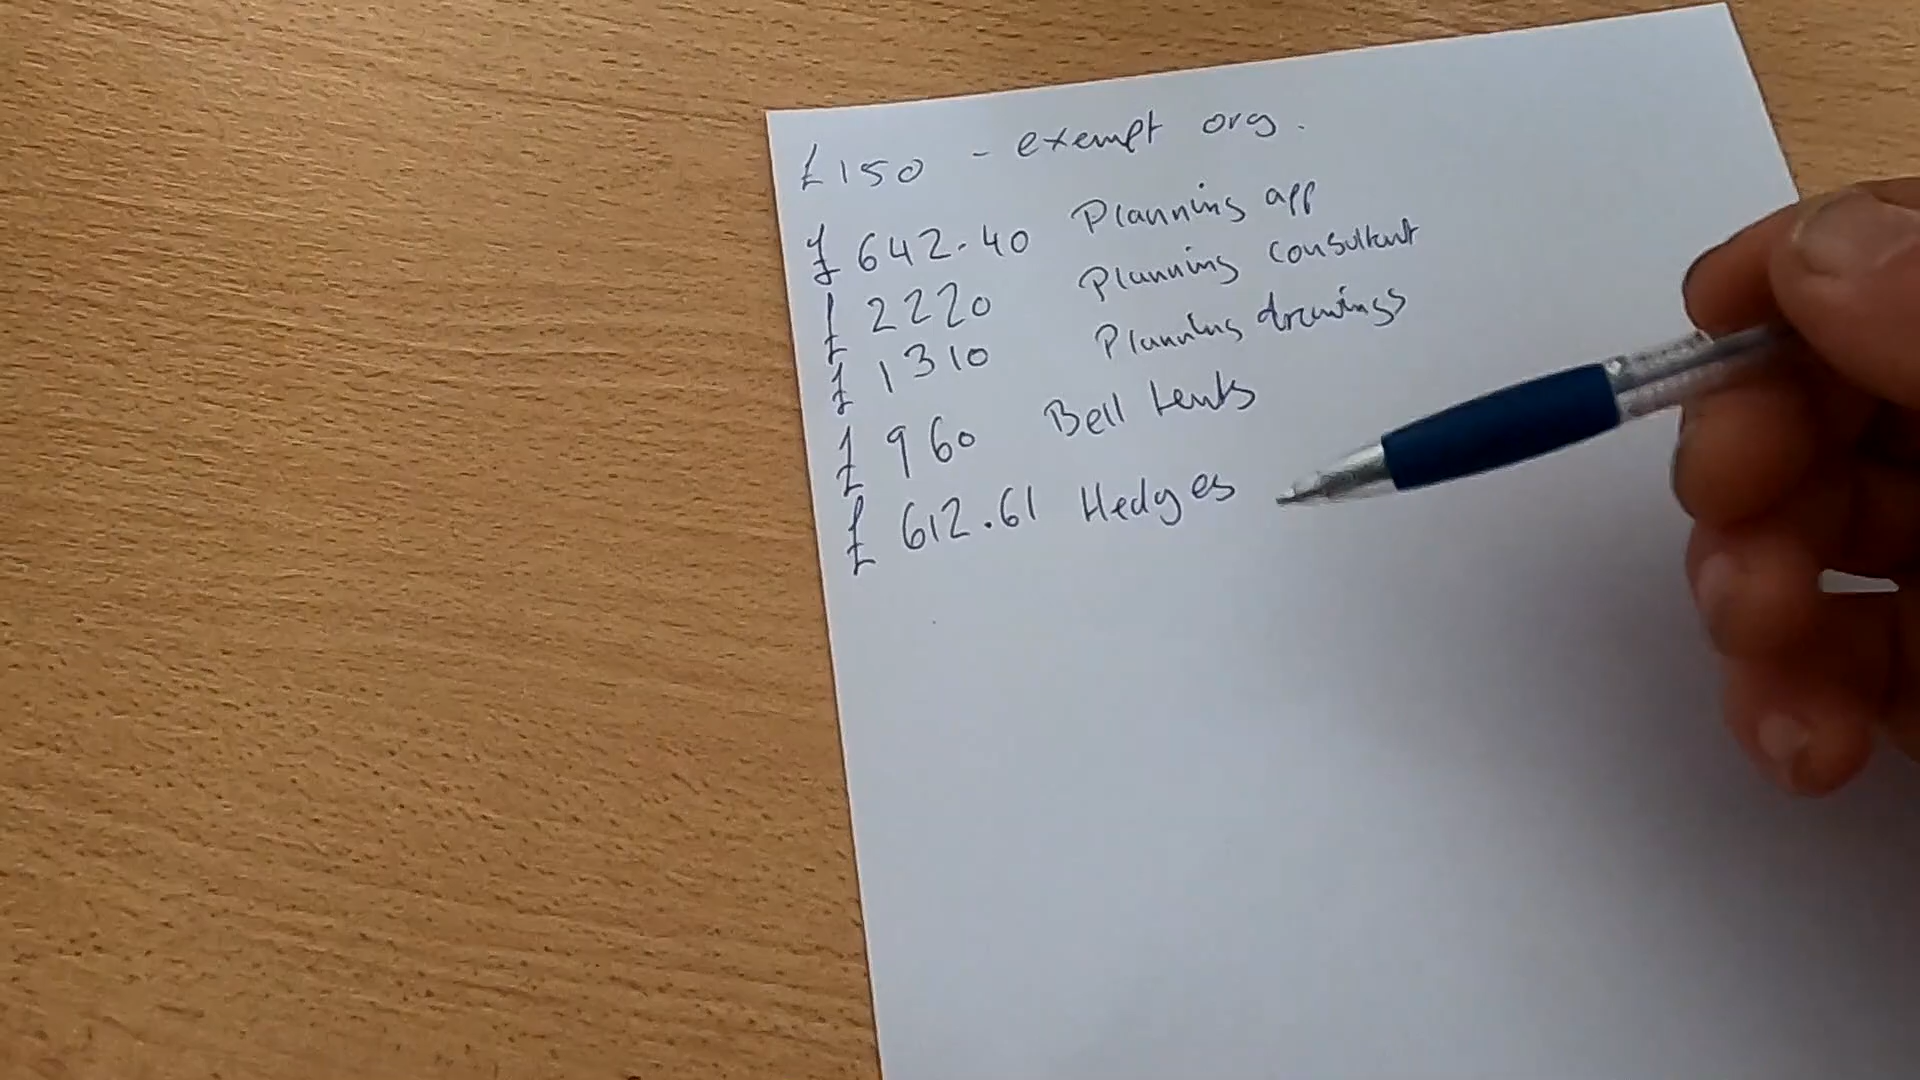 £150 - exempt org.
£642.40 Planning app
£2220 Planning consultant
£1310 Planning drawings
£960 Bell tents
£612.61 Hedges